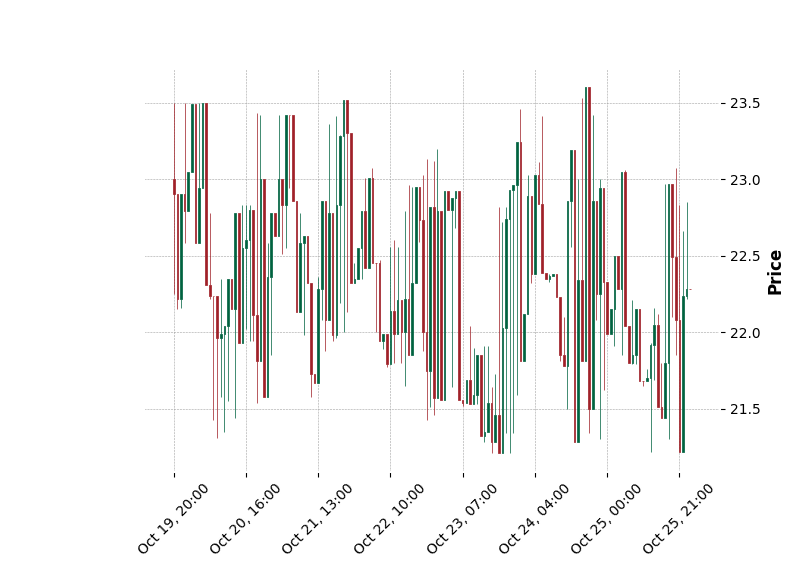 23.5
23.0
22.5
22.0
21.5
Price
Oct 19, 20:00
Oct 20, 16:00
Oct 21, 13:00
Oct 22, 10:00
Oct 23, 07:00
Oct 24, 04:00
Oct 25, 00:00
Oct 25, 21:00